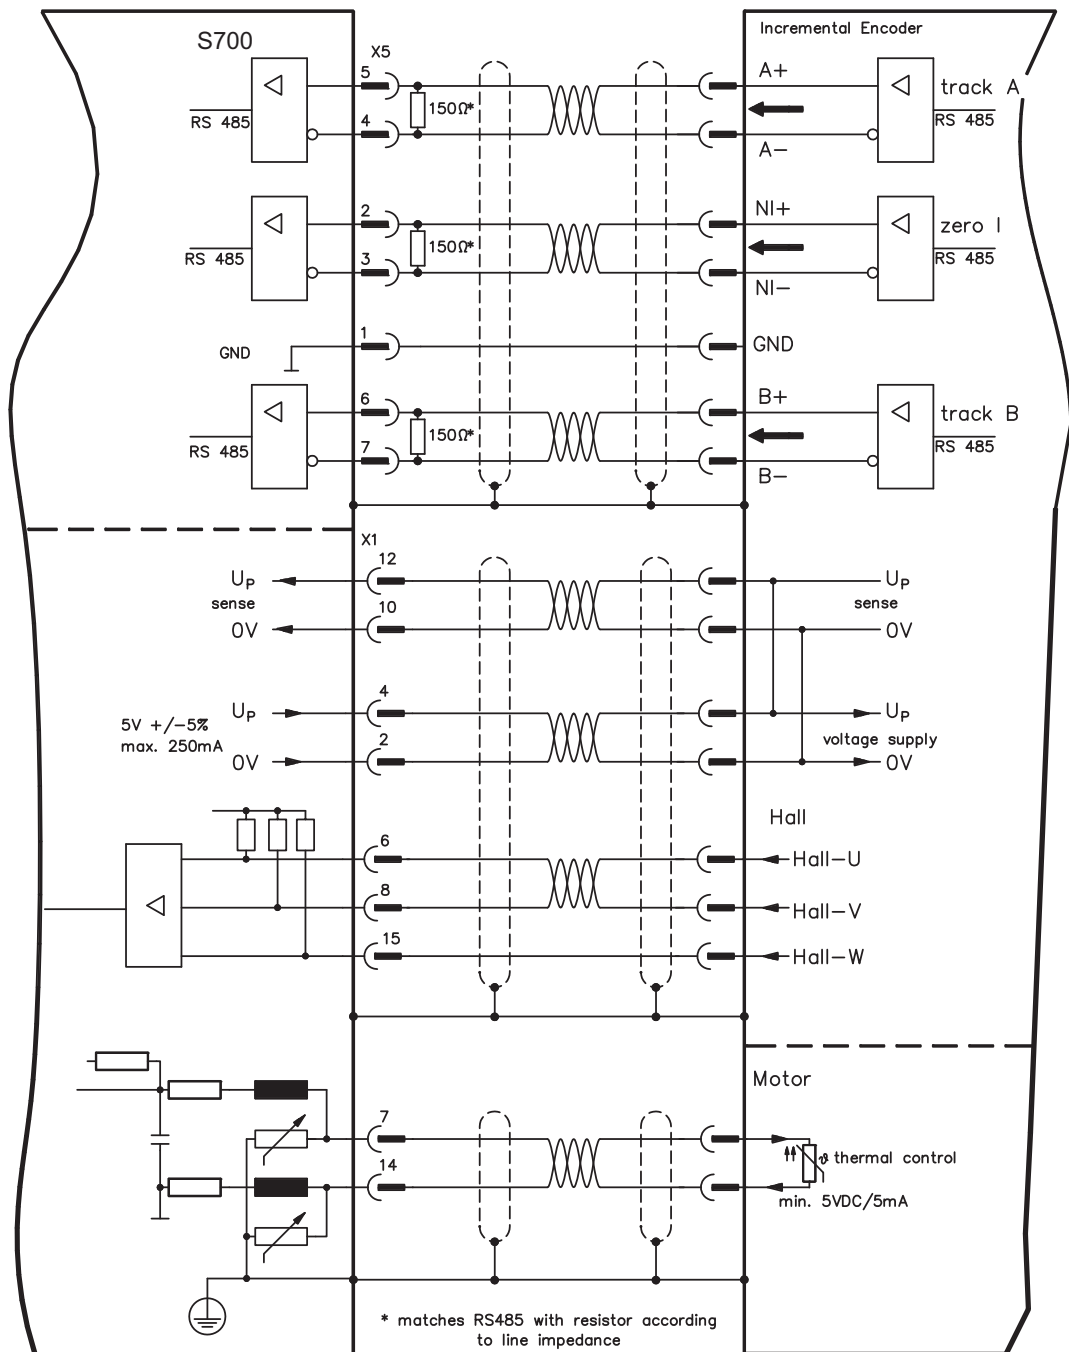 Incremental Encoder
S700
X5
5
A+
track A
150Ω*
RS 485
RS 485
4
A−
2
NI+
zero I
150Ω*
RS 485
RS 485
3
NI−
1
GND
GND
6
B+
track B
150Ω*
RS 485
RS 485
7
B−
X1
12
UP
UP
sense
sense
10
0V
0V
4
UP
UP
5V +/−5%
max. 250mA
voltage supply
2
0V
0V
Hall
6
Hall−U
8
Hall−V
15
Hall−W
Motor
7
14
ϑ thermal control
min. 5VDC/5mA
* matches RS485 with resistor according
to line impedance